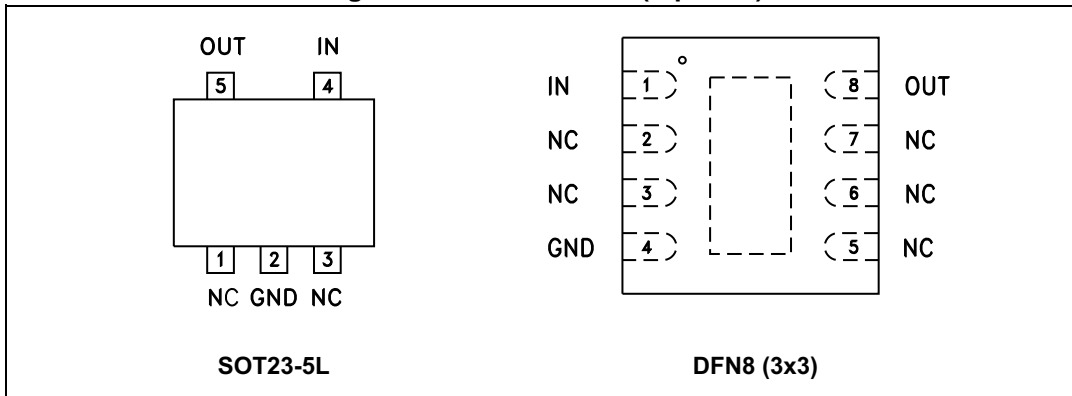 OUT IN
5 4
1 2 3
NC GND NC
SOT23-5L
IN 1 8 OUT
NC 2 7 NC
NC 3 6 NC
GND 4 5 NC
DFN8 (3x3)